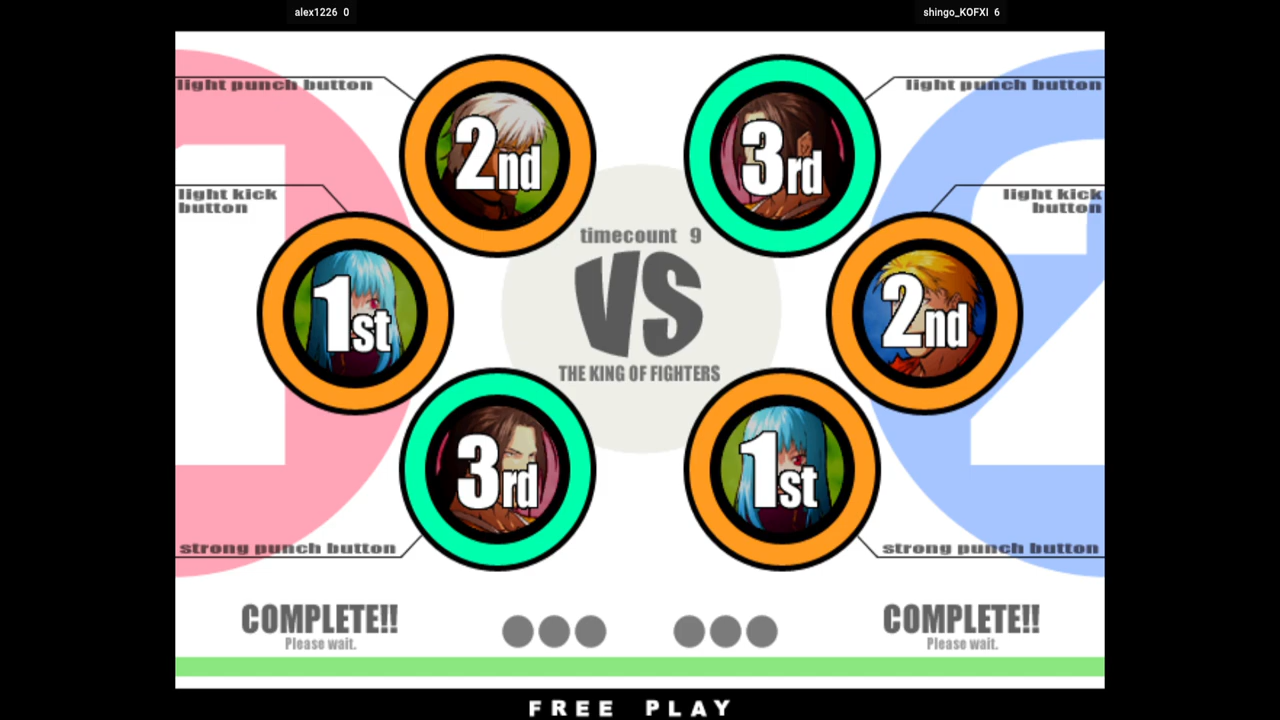 alex1226 0
shingo_KOFXI 6
light punch button
light punch button
2nd
3rd
light kick
button
light kick
button
1
2
timecount 9
VS
THE KING OF FIGHTERS
1st
2nd
3rd
1st
strong punch button
strong punch button
COMPLETE!!
Please wait.
COMPLETE!!
Please wait.
FREE PLAY